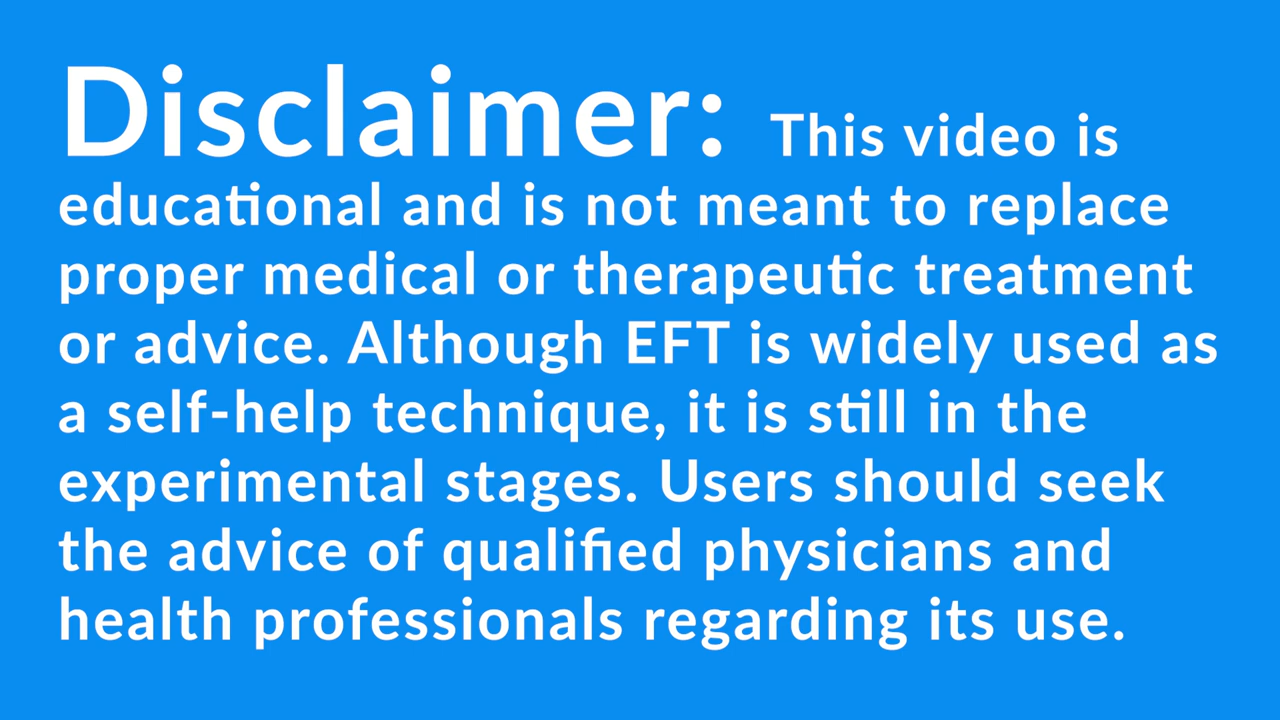 Disclaimer: This video is
educational and is not meant to replace
proper medical or therapeutic treatment
or advice. Although EFT is widely used as
a self-help technique, it is still in the
experimental stages. Users should seek
the advice of qualified physicians and
health professionals regarding its use.